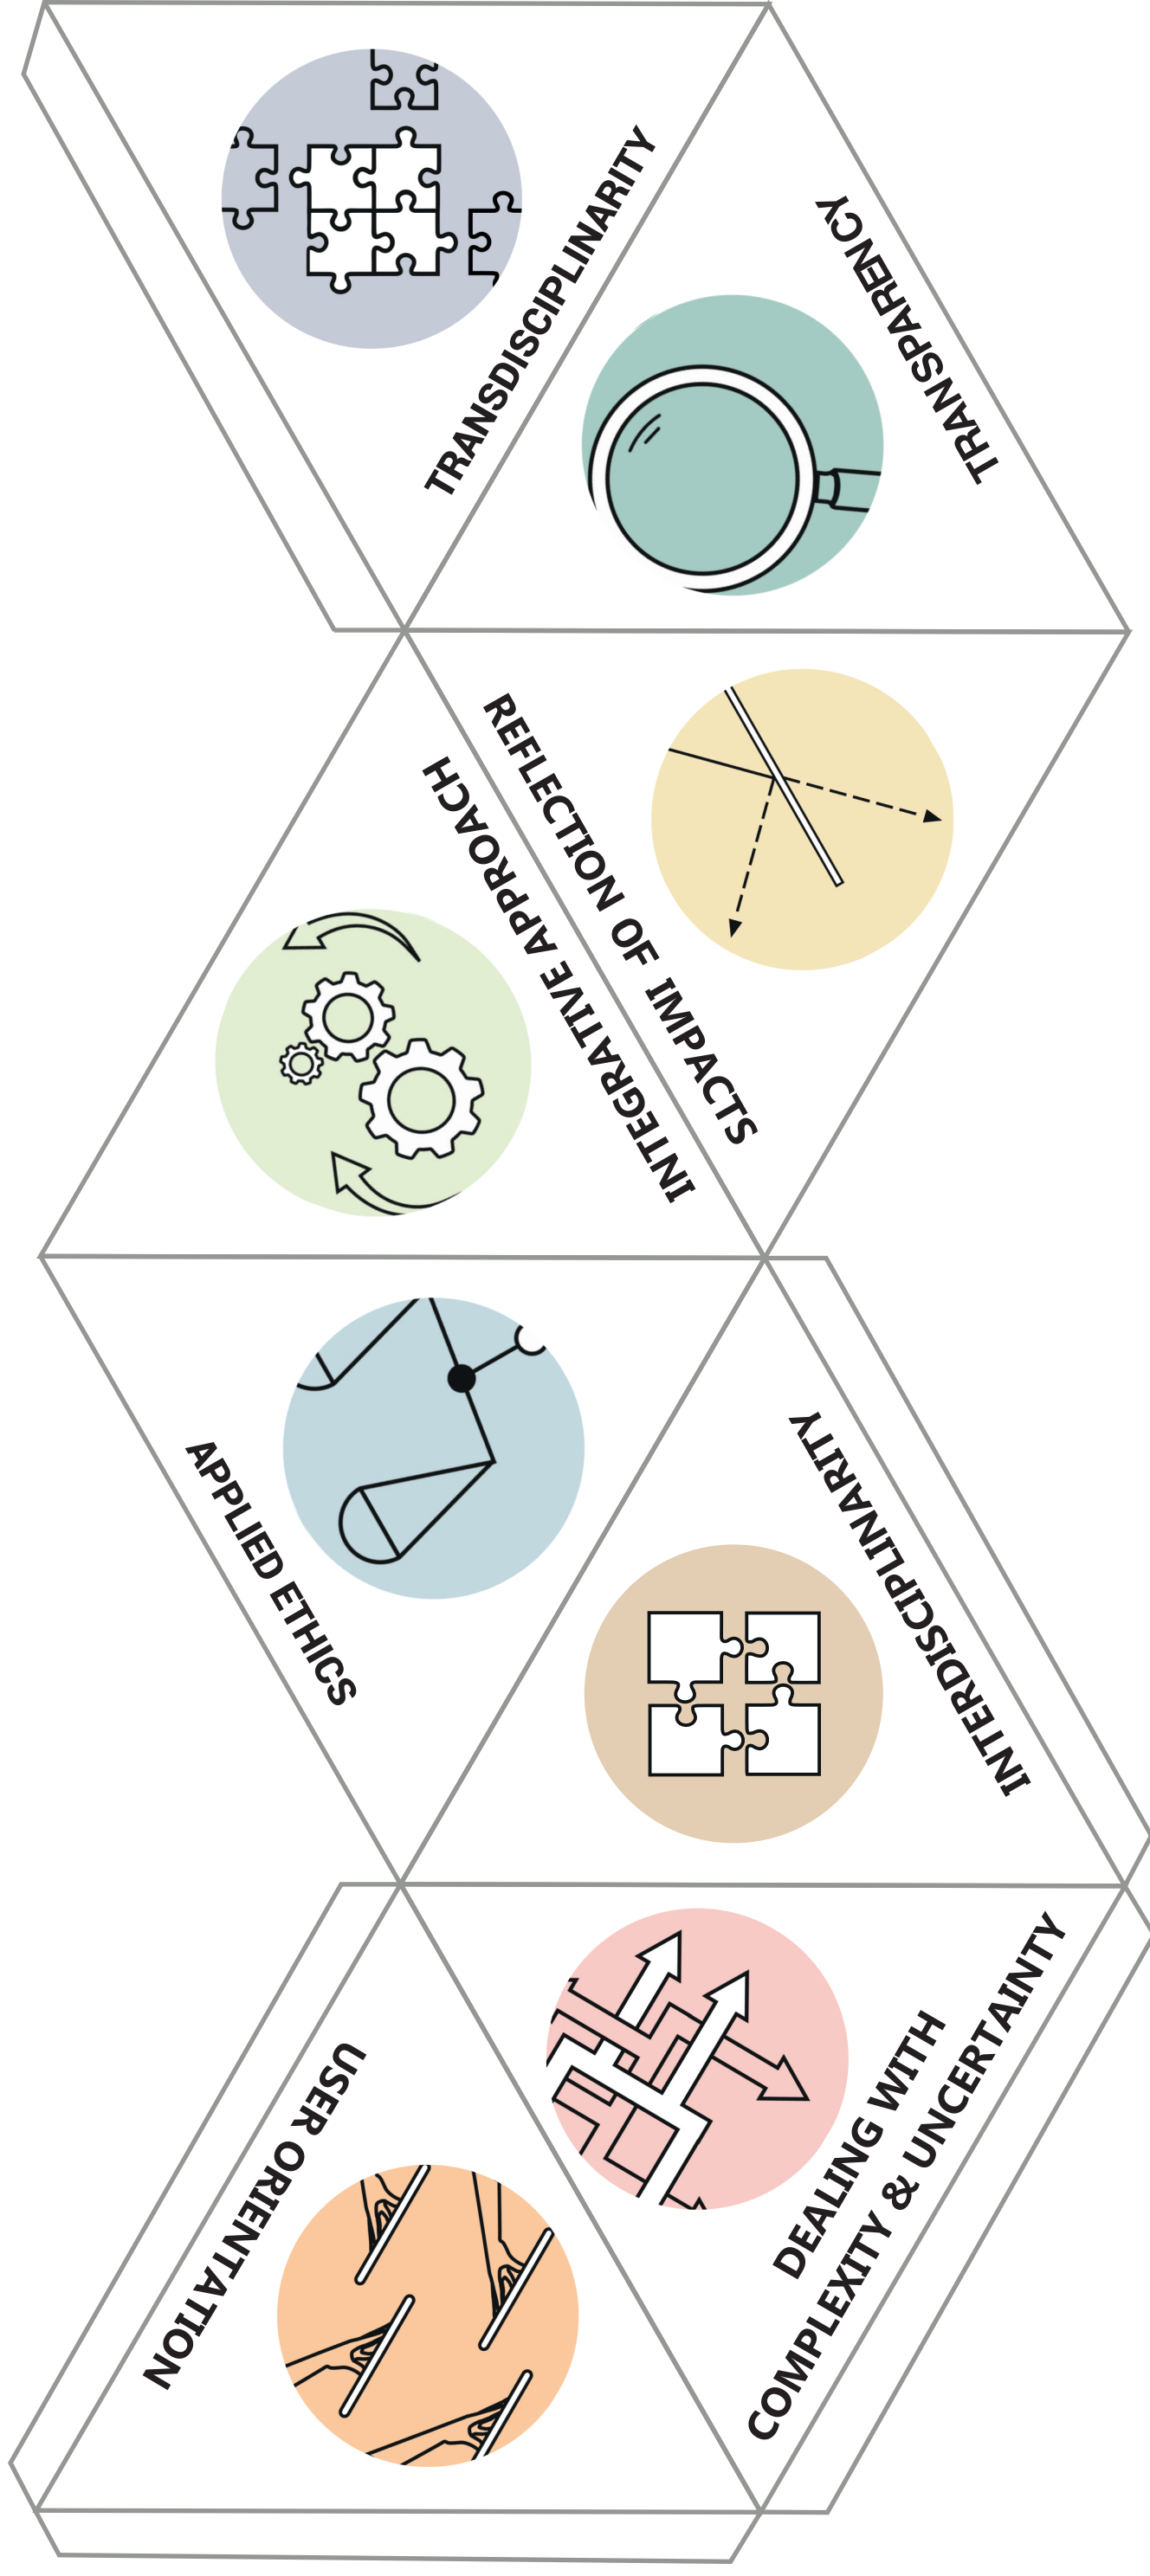 TRANSDISCIPLINARITY
TRANSPARENCY
REFLECTION OF IMPACTS
INTEGRATIVE APPROACH
APPLIED ETHICS
INTERDISCIPLINARITY
DEALING WITH
COMPLEXITY & UNCERTAINTY
USER ORIENTATION